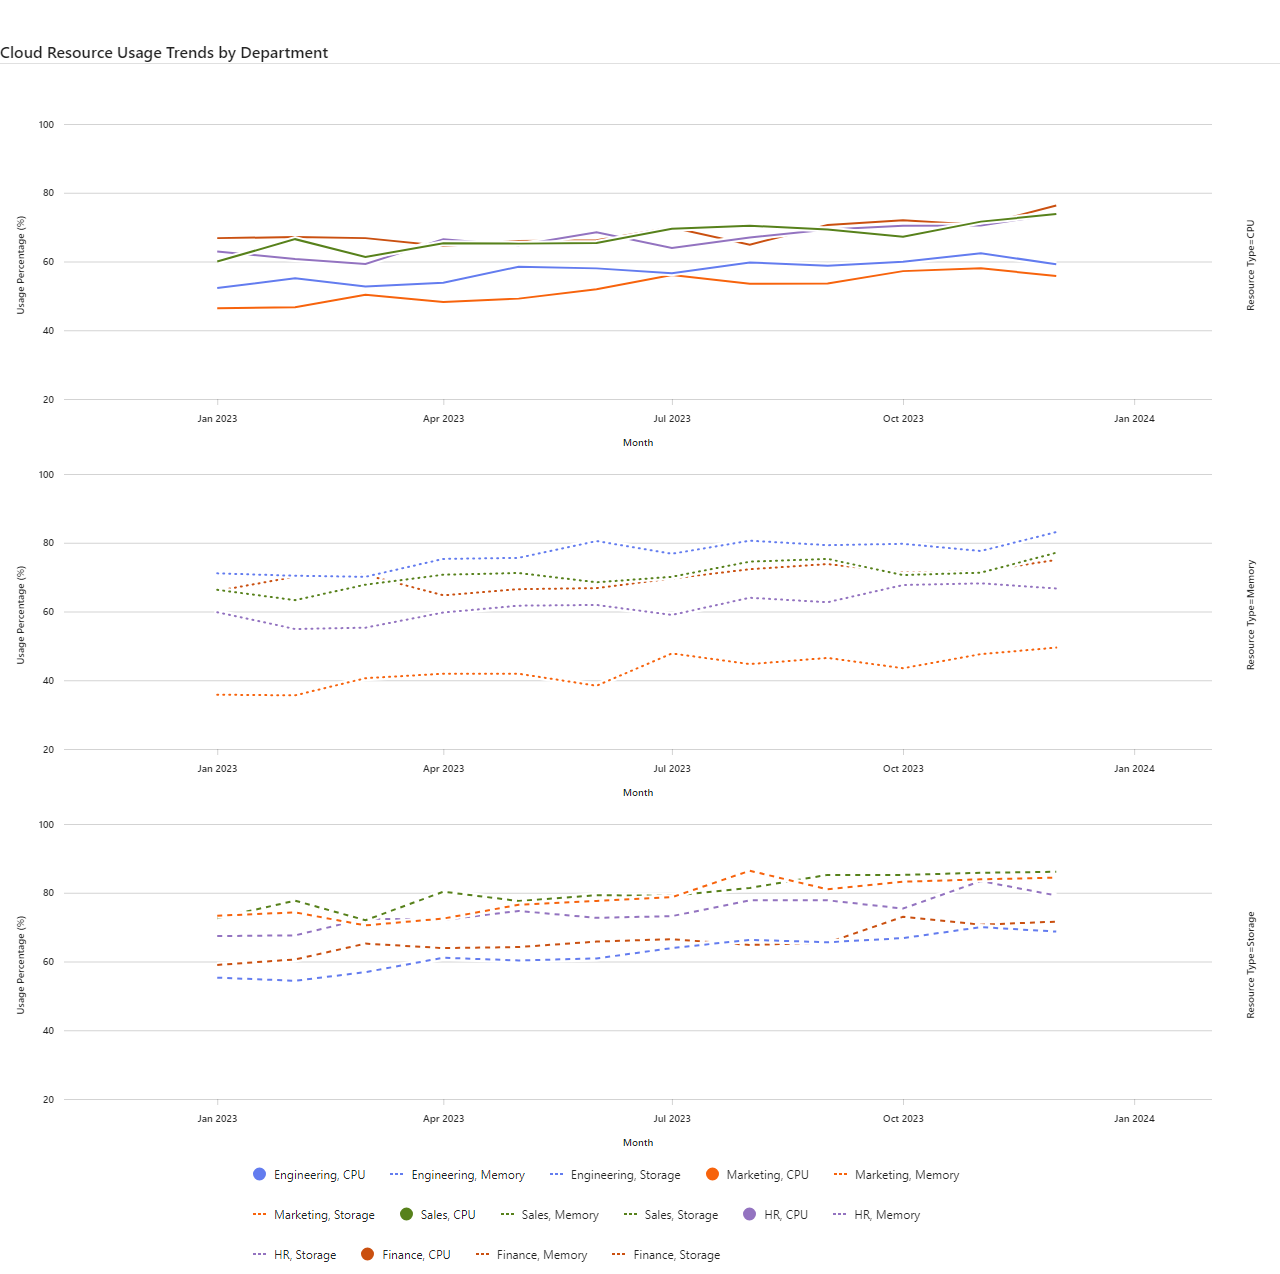 Cloud Resource Usage Trends by Department
100
80
60
40
20
Usage Percentage (%)
Resource Type=CPU
Jan 2023 Apr 2023 Jul 2023 Oct 2023 Jan 2024
Month
100
80
60
40
20
Usage Percentage (%)
Resource Type=Memory
Jan 2023 Apr 2023 Jul 2023 Oct 2023 Jan 2024
Month
100
80
60
40
20
Usage Percentage (%)
Resource Type=Storage
Jan 2023 Apr 2023 Jul 2023 Oct 2023 Jan 2024
Month
Engineering, CPU Engineering, Memory Engineering, Storage Marketing, CPU Marketing, Memory
Marketing, Storage Sales, CPU Sales, Memory Sales, Storage HR, CPU HR, Memory
HR, Storage Finance, CPU Finance, Memory Finance, Storage